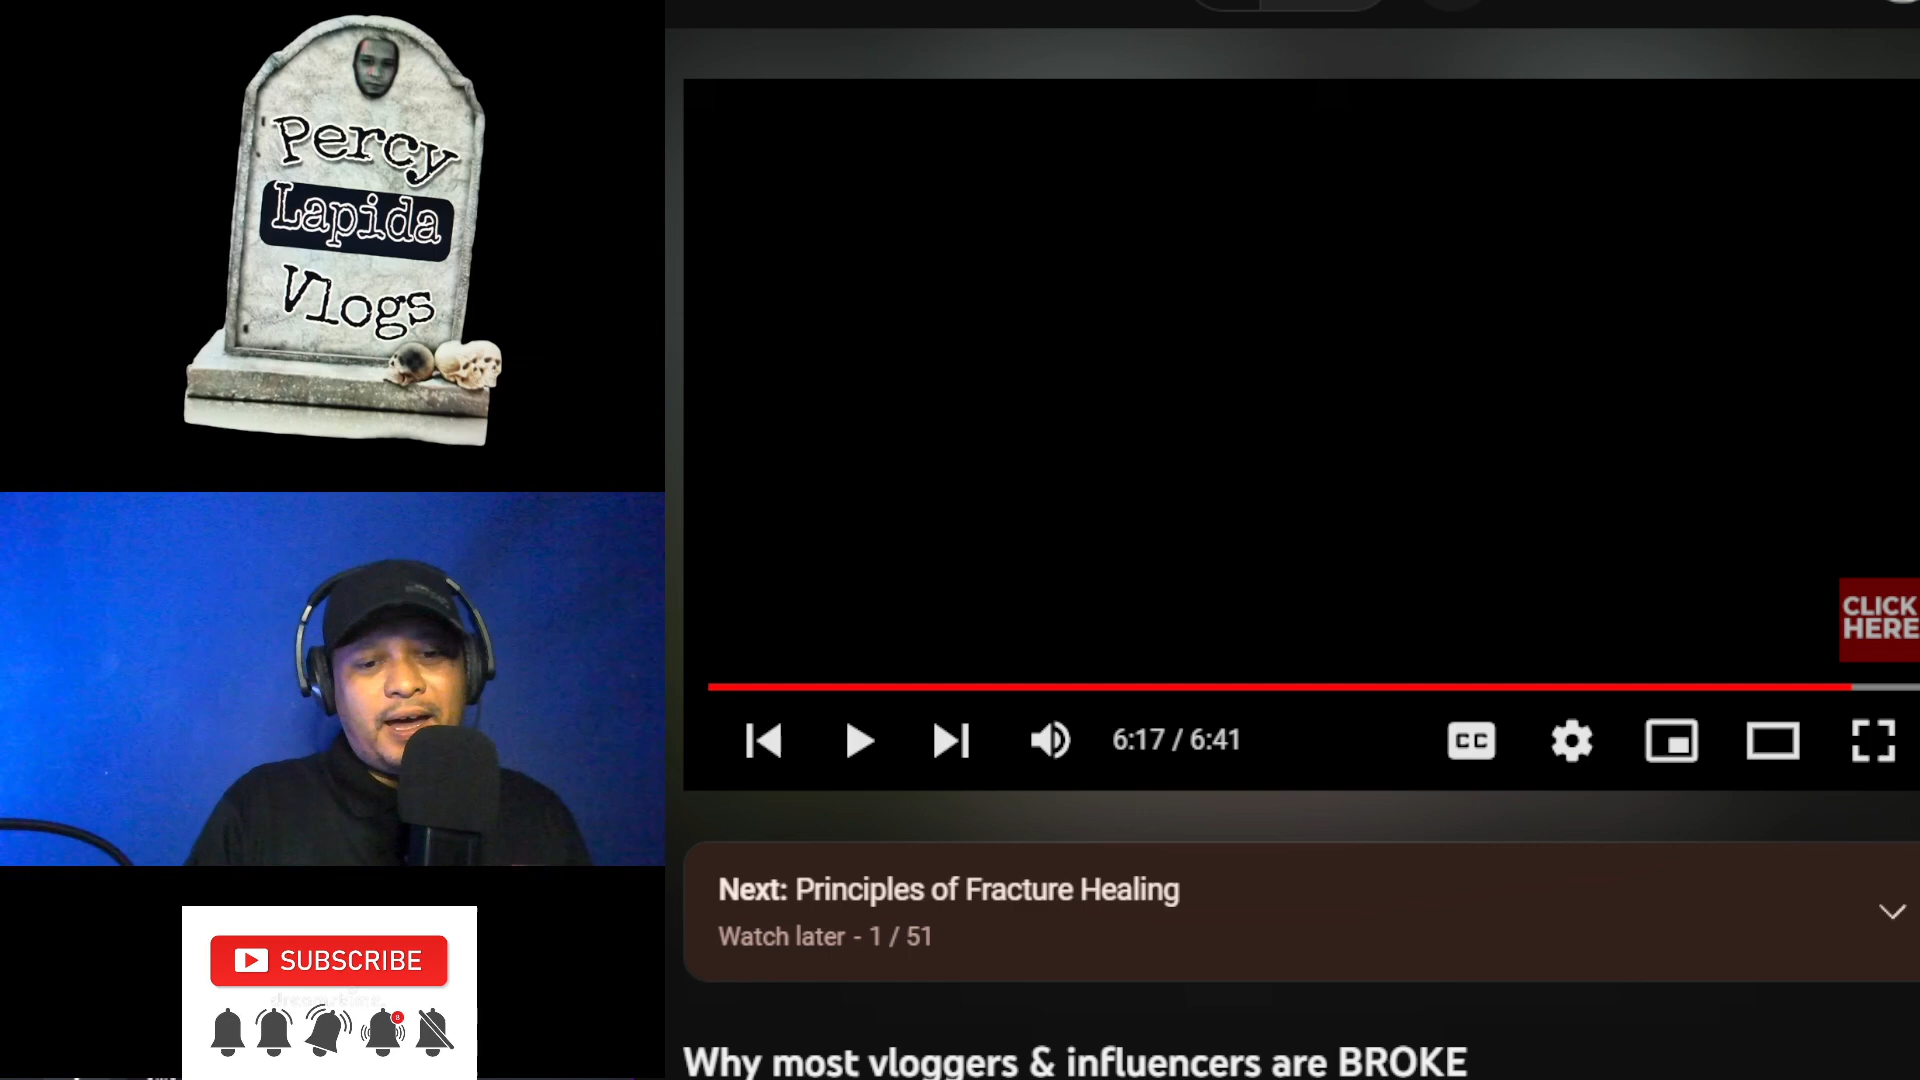 Percy
Lapida
Vlogs
SUBSCRIBE
8
CLICK
HERE
6:17 / 6:41
CC
Next: Principles of Fracture Healing
Watch later - 1 / 51
Why most vloggers & influencers are BROKE